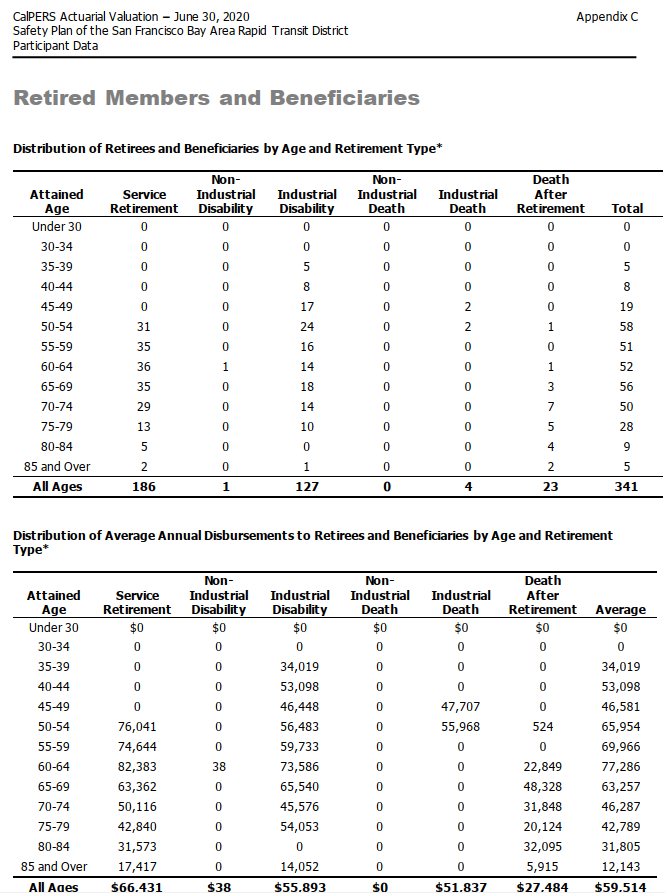 CalPERS Actuarial Valuation – June 30, 2020 Appendix C
Safety Plan of the San Francisco Bay Area Rapid Transit District
Participant Data
Retired Members and Beneficiaries
Distribution of Retirees and Beneficiaries by Age and Retirement Type*
Non- Non- Death
Attained Service Industrial Industrial Industrial Industrial After
Age Retirement Disability Disability Death Death Retirement Total
Under 30 0 0 0 0 0 0 0
30-34 0 0 0 0 0 0 0
35-39 0 0 5 0 0 0 5
40-44 0 0 8 0 0 0 8
45-49 0 0 17 0 2 0 19
50-54 31 0 24 0 2 1 58
55-59 35 0 16 0 0 0 51
60-64 36 1 14 0 0 1 52
65-69 35 0 18 0 0 3 56
70-74 29 0 14 0 0 7 50
75-79 13 0 10 0 0 5 28
80-84 5 0 0 0 0 4 9
85 and Over 2 0 1 0 0 2 5
All Ages 186 1 127 0 4 23 341
Distribution of Average Annual Disbursements to Retirees and Beneficiaries by Age and Retirement
Type*
Non- Non- Death
Attained Service Industrial Industrial Industrial Industrial After
Age Retirement Disability Disability Death Death Retirement Average
Under 30 $0 $0 $0 $0 $0 $0 $0
30-34 0 0 0 0 0 0 0
35-39 0 0 34,019 0 0 0 34,019
40-44 0 0 53,098 0 0 0 53,098
45-49 0 0 46,448 0 47,707 0 46,581
50-54 76,041 0 56,483 0 55,968 524 65,954
55-59 74,644 0 59,733 0 0 0 69,966
60-64 82,383 38 73,586 0 0 22,849 77,286
65-69 63,362 0 65,540 0 0 48,328 63,257
70-74 50,116 0 45,576 0 0 31,848 46,287
75-79 42,840 0 54,053 0 0 20,124 42,789
80-84 31,573 0 0 0 0 32,095 31,805
85 and Over 17,417 0 14,052 0 0 5,915 12,143
All Ages $66,431 $38 $55,893 $0 $51,837 $27,484 $59,514